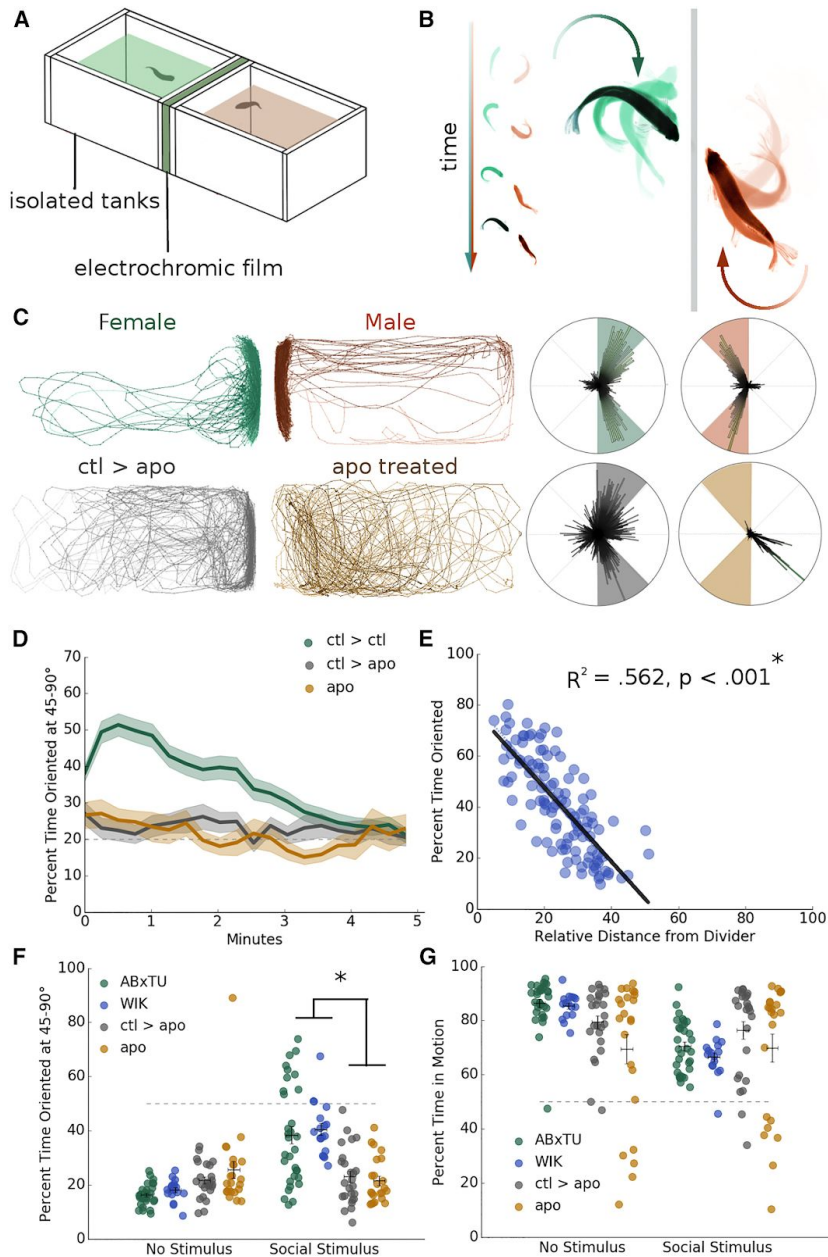 A
isolated tanks
electrochromic film
B
time
C
Female
Male
ctl > apo
apo treated
D
ctl > ctl
ctl > apo
apo
Percent Time Oriented at 45-90°
70
60
50
40
30
20
10
0
0 1 2 3 4 5
Minutes
E
R² = .562, p < .001*
Percent Time Oriented
100
80
60
40
20
0
0 20 40 60 80 100
Relative Distance from Divider
F
ABxTU
WIK
ctl > apo
apo
*
Percent Time Oriented at 45-90°
100
80
60
40
20
0
No Stimulus Social Stimulus
G
Percent Time in Motion
100
80
60
40
20
0
ABxTU
WIK
ctl > apo
apo
No Stimulus Social Stimulus